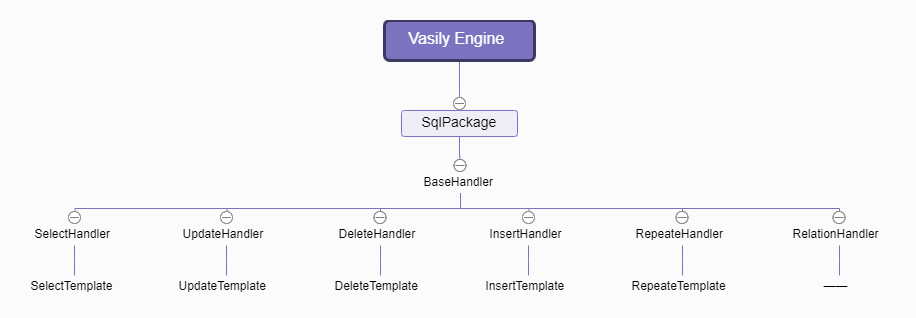 Vasily Engine
SqlPackage
BaseHandler
SelectHandler UpdateHandler DeleteHandler InsertHandler RepeateHandler RelationHandler
SelectTemplate UpdateTemplate DeleteTemplate InsertTemplate RepeateTemplate ——